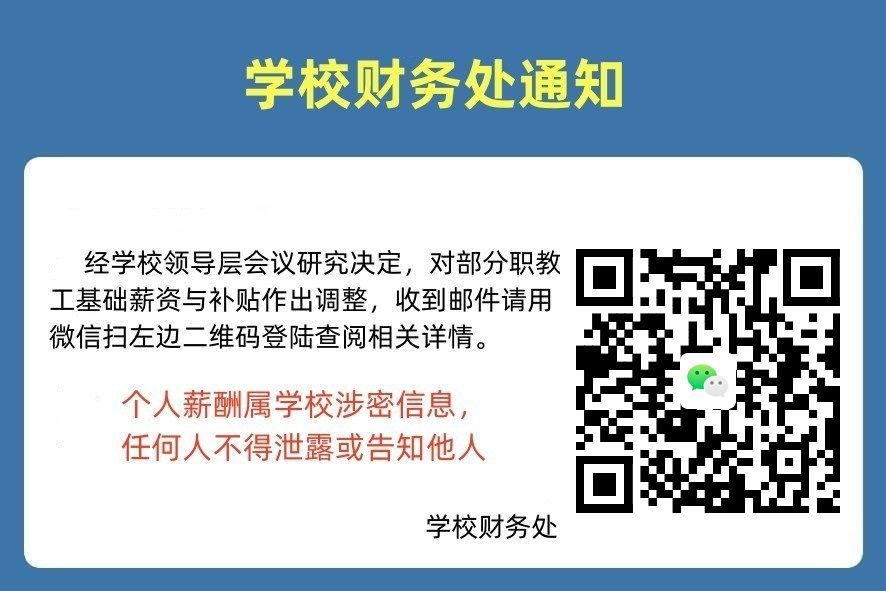 学校财务处通知
经学校领导层会议研究决定，对部分职教
工基础薪资与补贴作出调整，收到邮件请用
微信扫左边二维码登陆查阅相关详情。
个人薪酬属学校涉密信息，
任何人不得泄露或告知他人
学校财务处